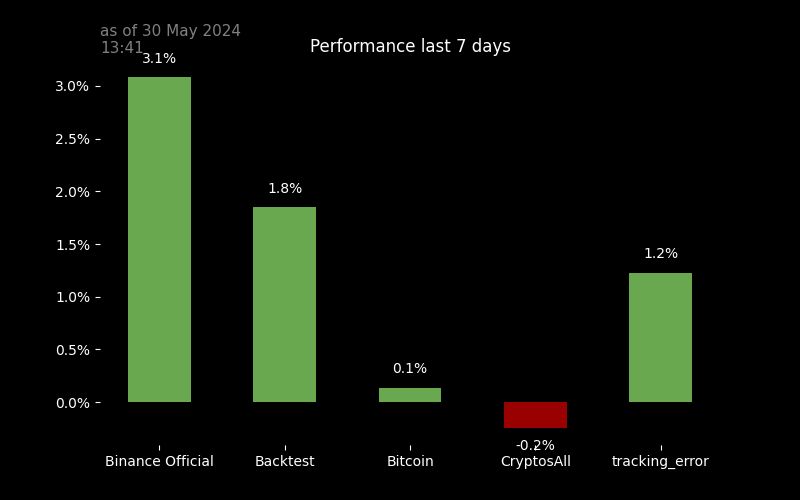 as of 30 May 2024
13:41
Performance last 7 days
3.1%
1.8%
0.1%
-0.2%
1.2%
3.0%
2.5%
2.0%
1.5%
1.0%
0.5%
0.0%
Binance Official
Backtest
Bitcoin
CryptosAll
tracking_error